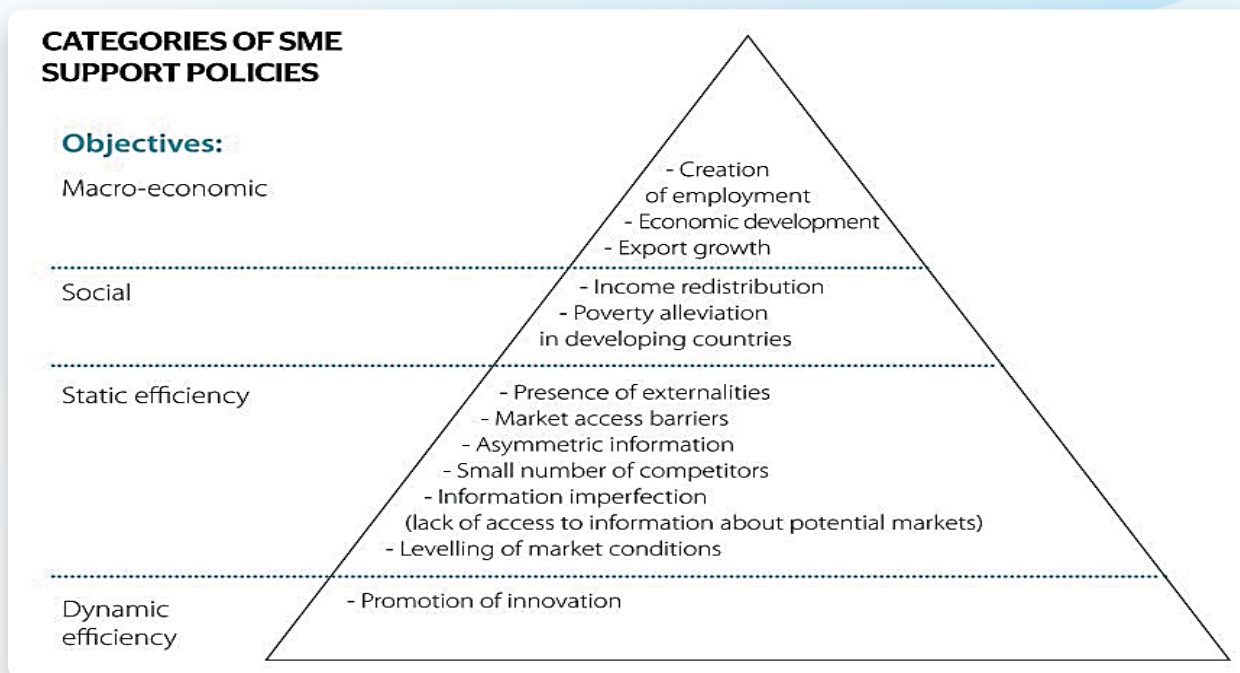 CATEGORIES OF SME
SUPPORT POLICIES
Objectives:
Macro-economic
- Creation
of employment
- Economic development
- Export growth
Social
- Income redistribution
- Poverty alleviation
in developing countries
Static efficiency
- Presence of externalities
- Market access barriers
- Asymmetric information
- Small number of competitors
- Information imperfection
(lack of access to information about potential markets)
- Levelling of market conditions
Dynamic
efficiency
- Promotion of innovation